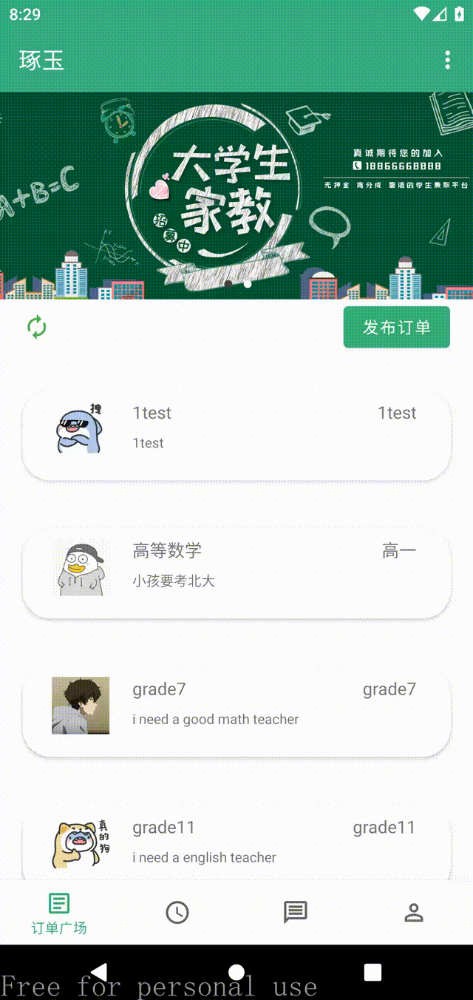 8:29
琢玉
A+B=C
大学生
家教
招募中
真诚期待您的加入
18866668888
无押金 高分成 靠谱的学生兼职平台
发布订单
拽
1test
1test
1test
高等数学
高一
小孩要考北大
grade7
grade7
i need a good math teacher
真的狗
grade11
grade11
i need a english teacher
订单广场
Free for personal use